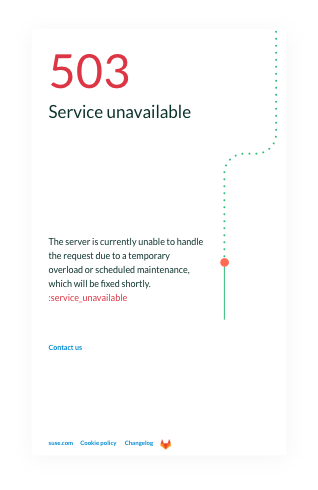 503
Service unavailable
The server is currently unable to handle
the request due to a temporary
overload or scheduled maintenance,
which will be fixed shortly.
:service_unavailable
Contact us
suse.com Cookie policy Changelog